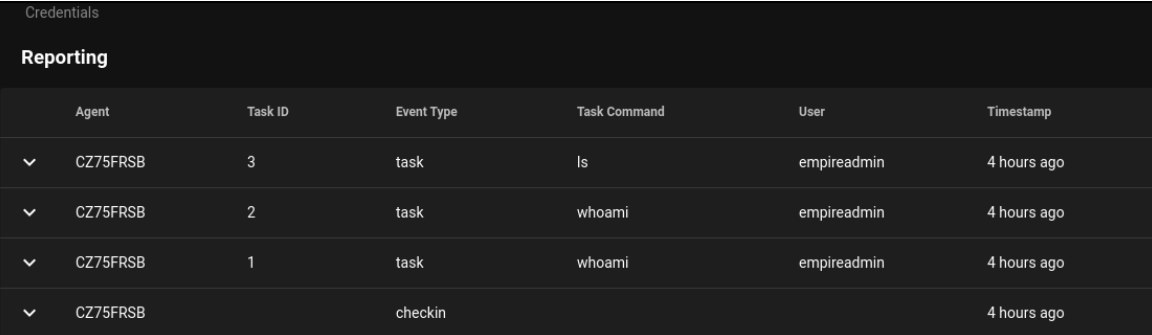 Credentials
Reporting
Agent Task ID Event Type Task Command User Timestamp
CZ75FRSB 3 task ls empireadmin 4 hours ago
CZ75FRSB 2 task whoami empireadmin 4 hours ago
CZ75FRSB 1 task whoami empireadmin 4 hours ago
CZ75FRSB checkin 4 hours ago